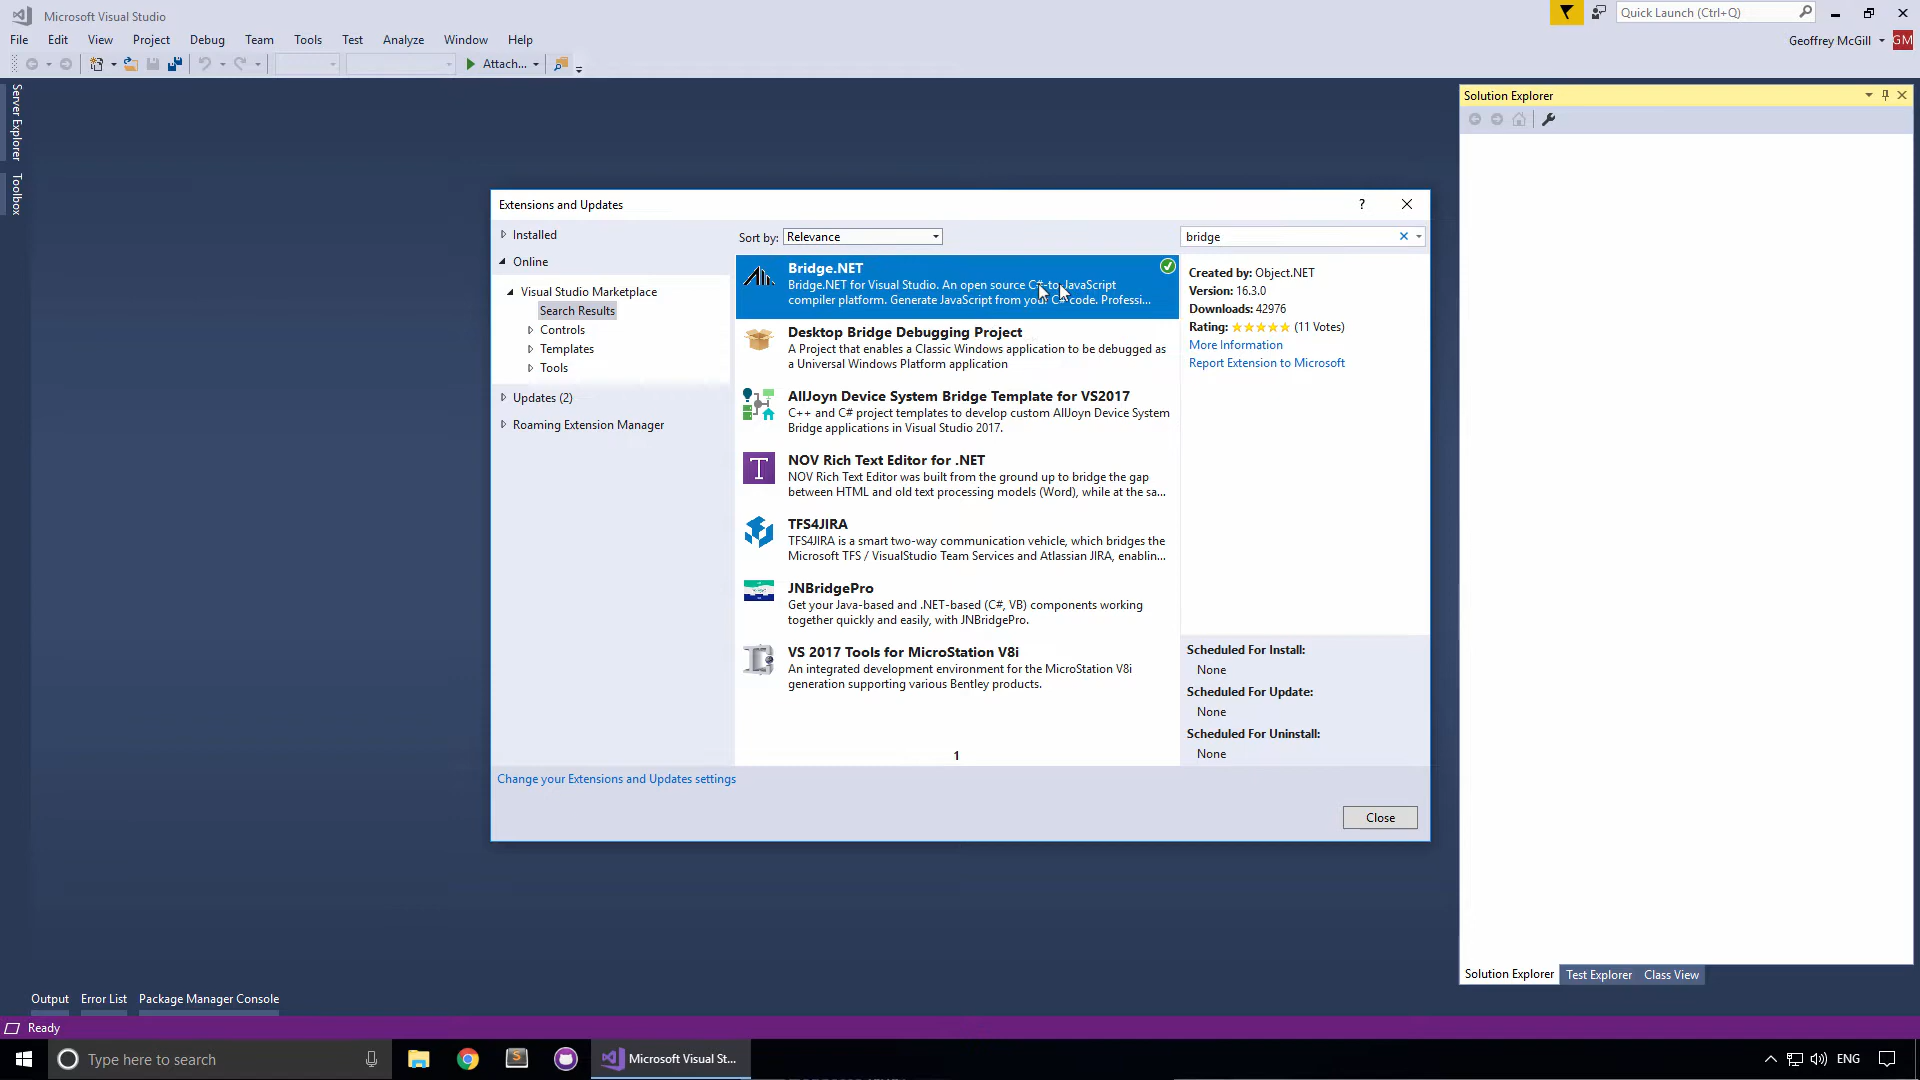 Microsoft Visual Studio
Quick Launch (Ctrl+Q)
File Edit View Project Debug Team Tools Test Analyze Window Help
Geoffrey McGill GM
Attach...
Server Explorer
Toolbox
Solution Explorer
Extensions and Updates
?
Installed
Online
Visual Studio Marketplace
Search Results
Controls
Templates
Tools
Updates (2)
Roaming Extension Manager
Sort by: Relevance
bridge
Bridge.NET
Bridge.NET for Visual Studio. An open source C#-to-JavaScript
compiler platform. Generate JavaScript from your C# code. Professi...
Desktop Bridge Debugging Project
A Project that enables a Classic Windows application to be debugged as
a Universal Windows Platform application
AllJoyn Device System Bridge Template for VS2017
C++ and C# project templates to develop custom AllJoyn Device System
Bridge applications in Visual Studio 2017.
T
NOV Rich Text Editor for .NET
NOV Rich Text Editor was built from the ground up to bridge the gap
between HTML and old text processing models (Word), while at the sa...
TFS4JIRA
TFS4JIRA is a smart two-way communication vehicle, which bridges the
Microsoft TFS / VisualStudio Team Services and Atlassian JIRA, enablin...
JNBridgePro
Get your Java-based and .NET-based (C#, VB) components working
together quickly and easily, with JNBridgePro.
VS 2017 Tools for MicroStation V8i
An integrated development environment for the MicroStation V8i
generation supporting various Bentley products.
1
Created by: Object.NET
Version: 16.3.0
Downloads: 42976
Rating: (11 Votes)
More Information
Report Extension to Microsoft
Scheduled For Install:
None
Scheduled For Update:
None
Scheduled For Uninstall:
None
Change your Extensions and Updates settings
Close
Solution Explorer Test Explorer Class View
Output Error List Package Manager Console
Ready
Type here to search
S
Microsoft Visual St...
ENG